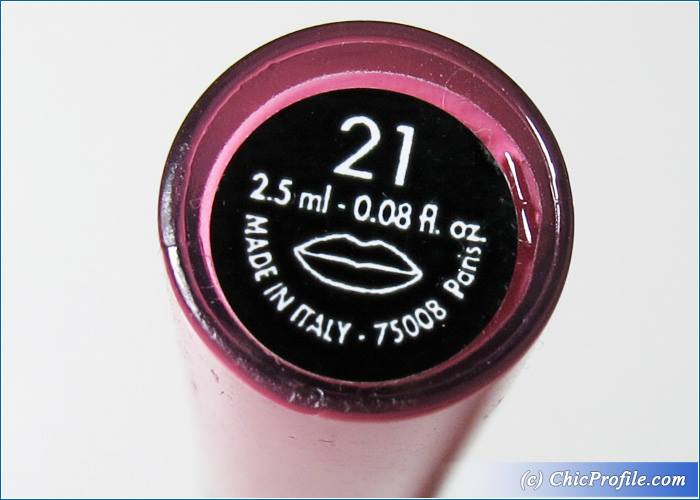 21
2.5 ml - 0.08 fl. oz
MADE IN ITALY - 75008 Paris
(c) ChicProfile.com